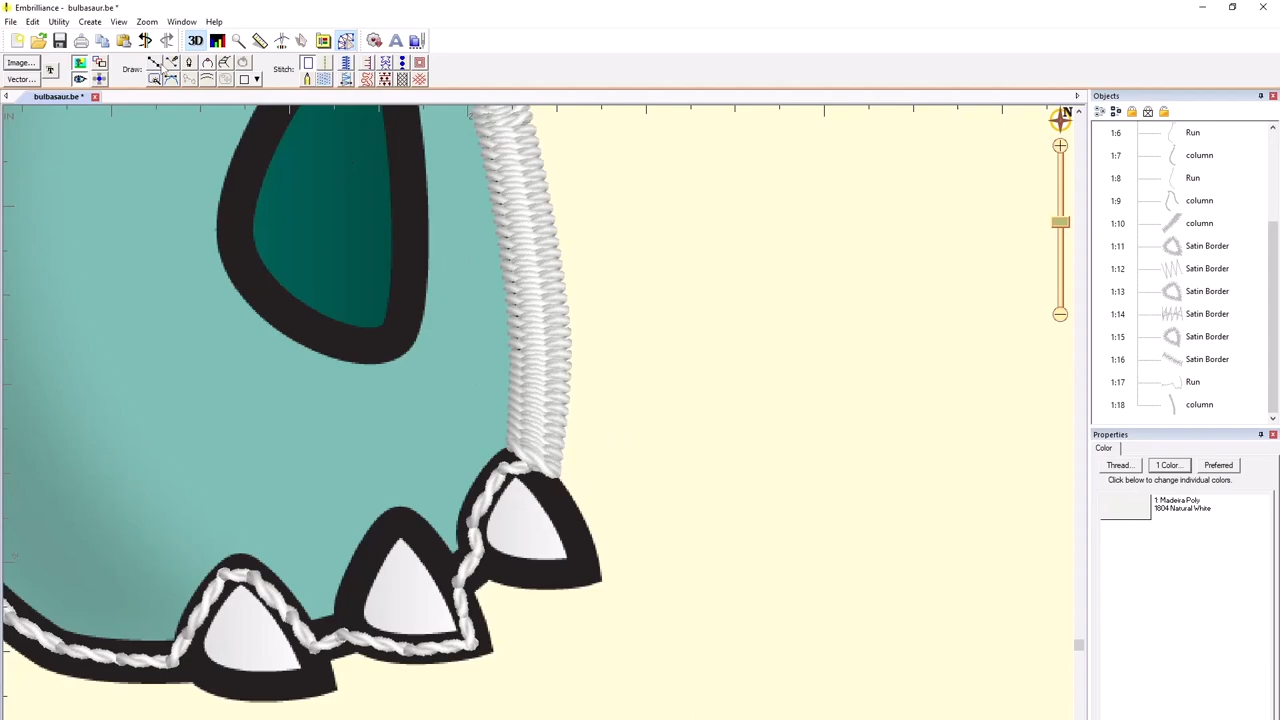 Embrilliance - bulbasaur.be *
File Edit Utility Create View Zoom Window Help
3D
Image...
Vector...
T
Draw:
Stitch:
bulbasaur.be *
IN
N
Objects
1:6 Run
1:7 column
1:8 Run
1:9 column
1:10 column
1:11 Satin Border
1:12 Satin Border
1:13 Satin Border
1:14 Satin Border
1:15 Satin Border
1:16 Satin Border
1:17 Run
1:18 column
Properties
Color
Thread... 1 Color... Preferred
Click below to change individual colors.
1: Madeira Poly
1804 Natural White